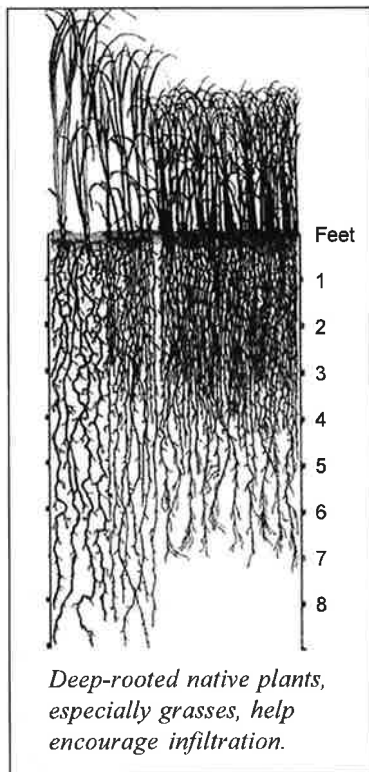 Feet
1
2
3
4
5
6
7
8
Deep-rooted native plants,
especially grasses, help
encourage infiltration.